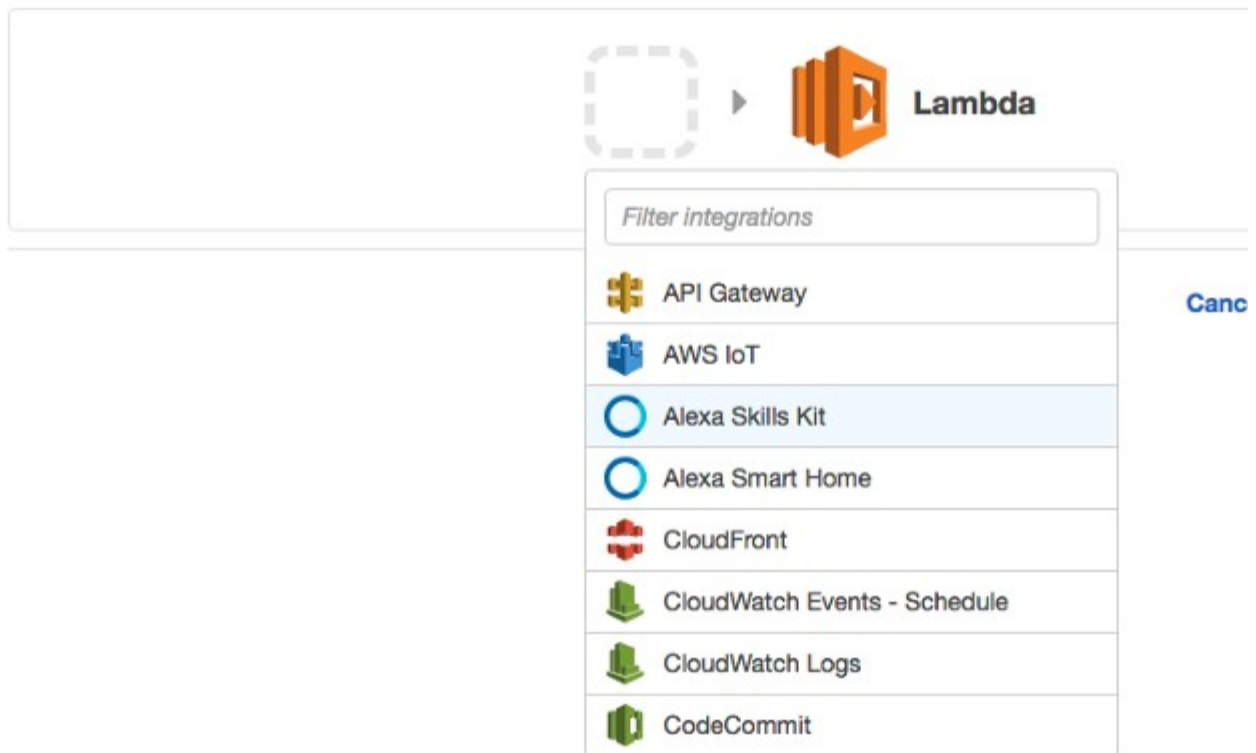 Lambda
Filter integrations
API Gateway
Canc
AWS IoT
Alexa Skills Kit
Alexa Smart Home
CloudFront
CloudWatch Events - Schedule
CloudWatch Logs
CodeCommit